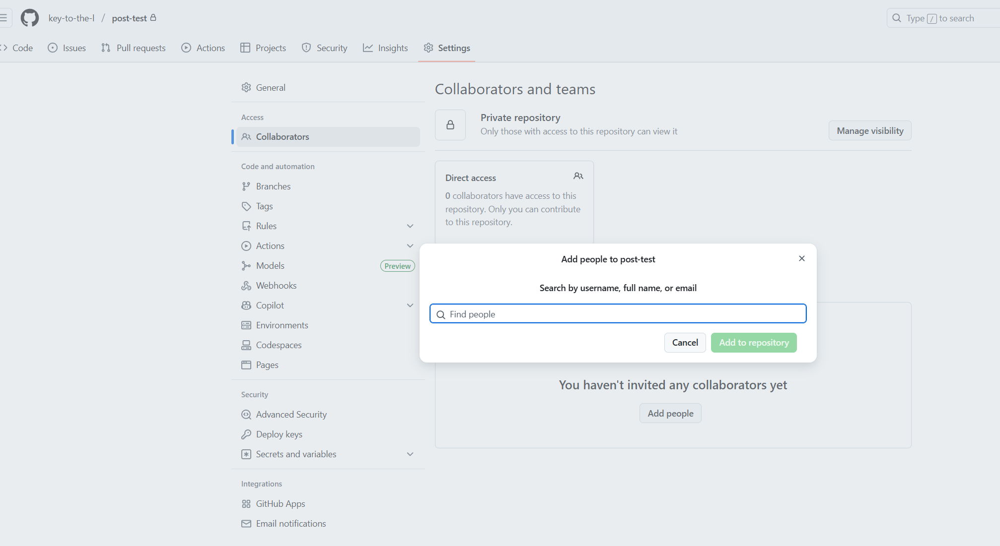 key-to-the-l / post-test
Type / to search
Code
Issues
Pull requests
Actions
Projects
Security
Insights
Settings
General
Access
Collaborators
Code and automation
Branches
Tags
Rules
Actions
Models
Preview
Webhooks
Copilot
Environments
Codespaces
Pages
Security
Advanced Security
Deploy keys
Secrets and variables
Integrations
GitHub Apps
Email notifications
Collaborators and teams
Private repository
Only those with access to this repository can view it
Manage visibility
Direct access
0 collaborators have access to this
repository. Only you can contribute
to this repository.
Add people to post-test
Search by username, full name, or email
Find people
Cancel
Add to repository
You haven't invited any collaborators yet
Add people